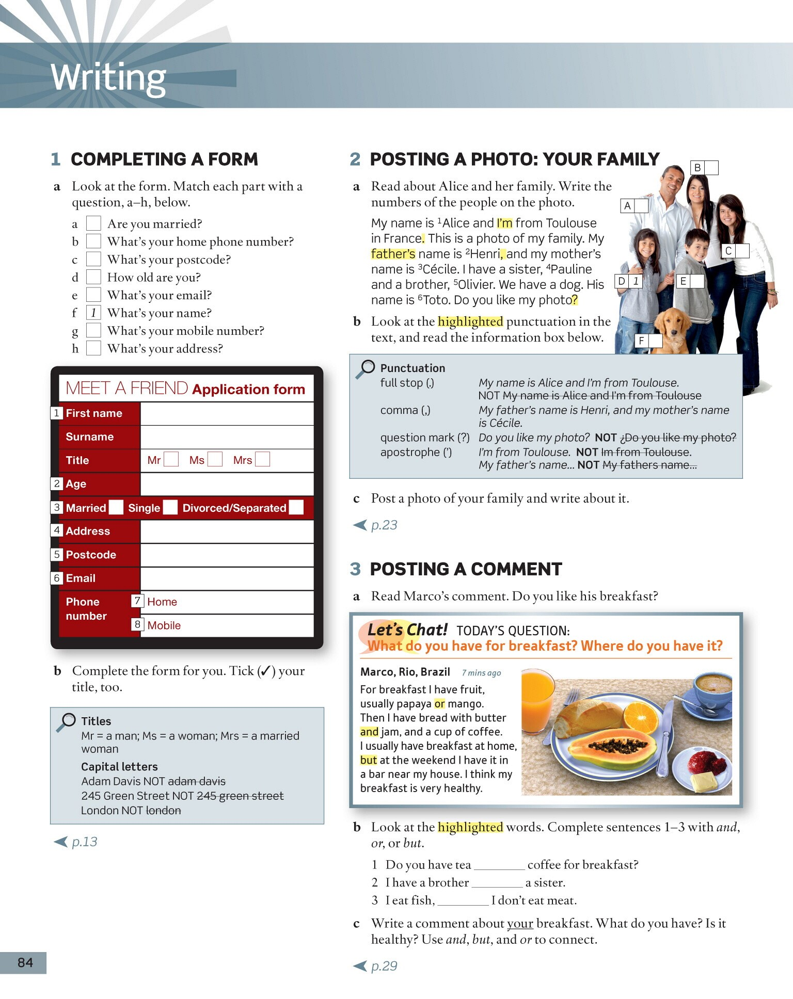 Writing
1 COMPLETING A FORM
a Look at the form. Match each part with a
question, a–h, below.
a Are you married?
b What's your home phone number?
c What's your postcode?
d How old are you?
e What's your email?
f 1 What's your name?
g What's your mobile number?
h What's your address?
MEET A FRIEND Application form
1 First name
Surname
Title Mr Ms Mrs
2 Age
3 Married Single Divorced/Separated
4 Address
5 Postcode
6 Email
Phone
number
7 Home
8 Mobile
b Complete the form for you. Tick (✓) your
title, too.
Titles
Mr = a man; Ms = a woman; Mrs = a married
woman
Capital letters
Adam Davis NOT adam davis
245 Green Street NOT 245 green street
London NOT london
p.13
2 POSTING A PHOTO: YOUR FAMILY
a Read about Alice and her family. Write the
numbers of the people on the photo.
My name is ¹Alice and I'm from Toulouse
in France. This is a photo of my family. My
father's name is ²Henri, and my mother's
name is ³Cécile. I have a sister, ⁴Pauline
and a brother, ⁵Olivier. We have a dog. His
name is ⁶Toto. Do you like my photo?
B
A
C
D 1
E
F
b Look at the highlighted punctuation in the
text, and read the information box below.
Punctuation
full stop (.) My name is Alice and I'm from Toulouse.
NOT My name is Alice and I'm from Toulouse
comma (,) My father's name is Henri, and my mother's name
is Cécile.
question mark (?) Do you like my photo? NOT ¿Do you like my photo?
apostrophe (') I'm from Toulouse. NOT Im from Toulouse.
My father's name... NOT My fathers name...
c Post a photo of your family and write about it.
p.23
3 POSTING A COMMENT
a Read Marco's comment. Do you like his breakfast?
Let's Chat! TODAY'S QUESTION:
What do you have for breakfast? Where do you have it?
Marco, Rio, Brazil 7 mins ago
For breakfast I have fruit,
usually papaya or mango.
Then I have bread with butter
and jam, and a cup of coffee.
I usually have breakfast at home,
but at the weekend I have it in
a bar near my house. I think my
breakfast is very healthy.
b Look at the highlighted words. Complete sentences 1–3 with and,
or, or but.
1 Do you have tea ________ coffee for breakfast?
2 I have a brother ________ a sister.
3 I eat fish, ________ I don't eat meat.
c Write a comment about your breakfast. What do you have? Is it
healthy? Use and, but, and or to connect.
p.29
84